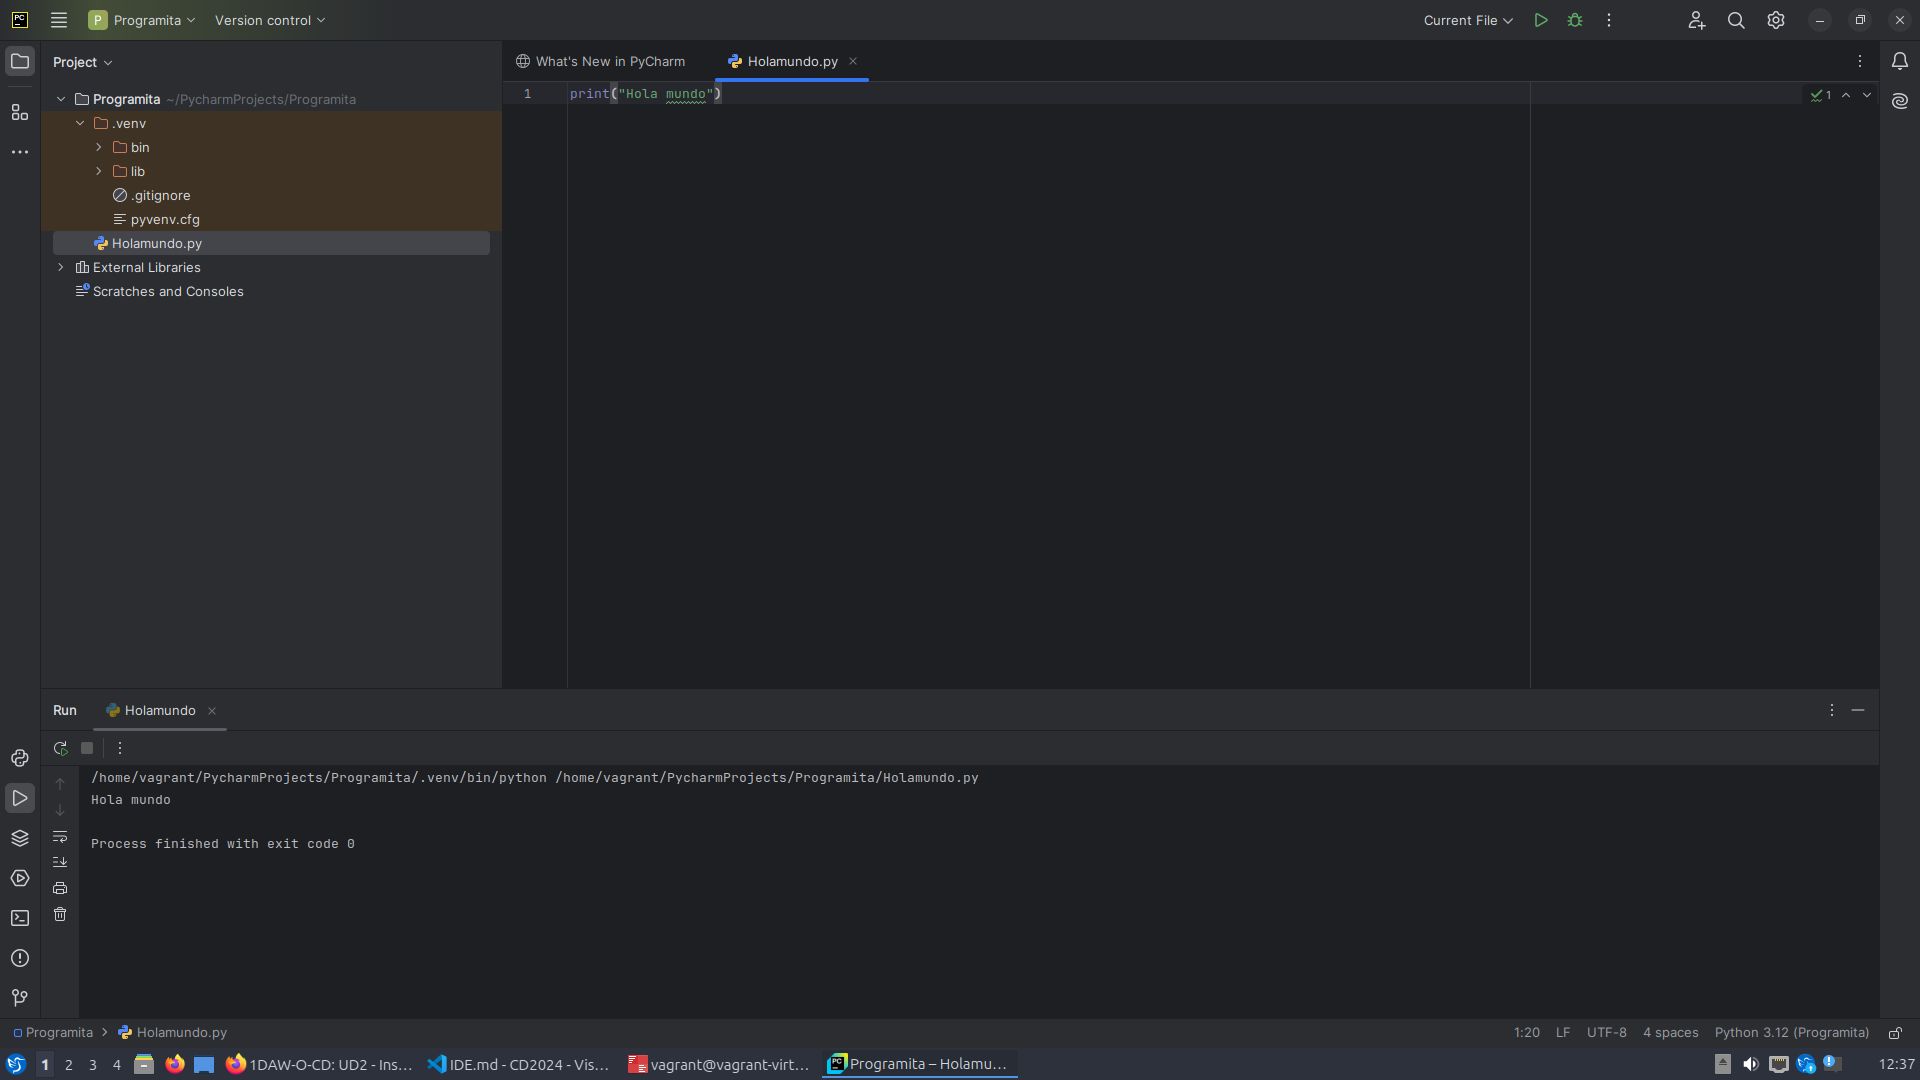 P Programita Version control Current File
Project
What's New in PyCharm Holamundo.py
Programita ~/PycharmProjects/Programita
.venv
bin
lib
.gitignore
pyvenv.cfg
Holamundo.py
External Libraries
Scratches and Consoles
1 print("Hola mundo") 1
Run Holamundo
/home/vagrant/PycharmProjects/Programita/.venv/bin/python /home/vagrant/PycharmProjects/Programita/Holamundo.py
Hola mundo
Process finished with exit code 0
Programita Holamundo.py 1:20 LF UTF-8 4 spaces Python 3.12 (Programita)
1 2 3 4 1DAW-O-CD: UD2 - Ins... IDE.md - CD2024 - Vis... vagrant@vagrant-virt... Programita – Holamu... 12:37